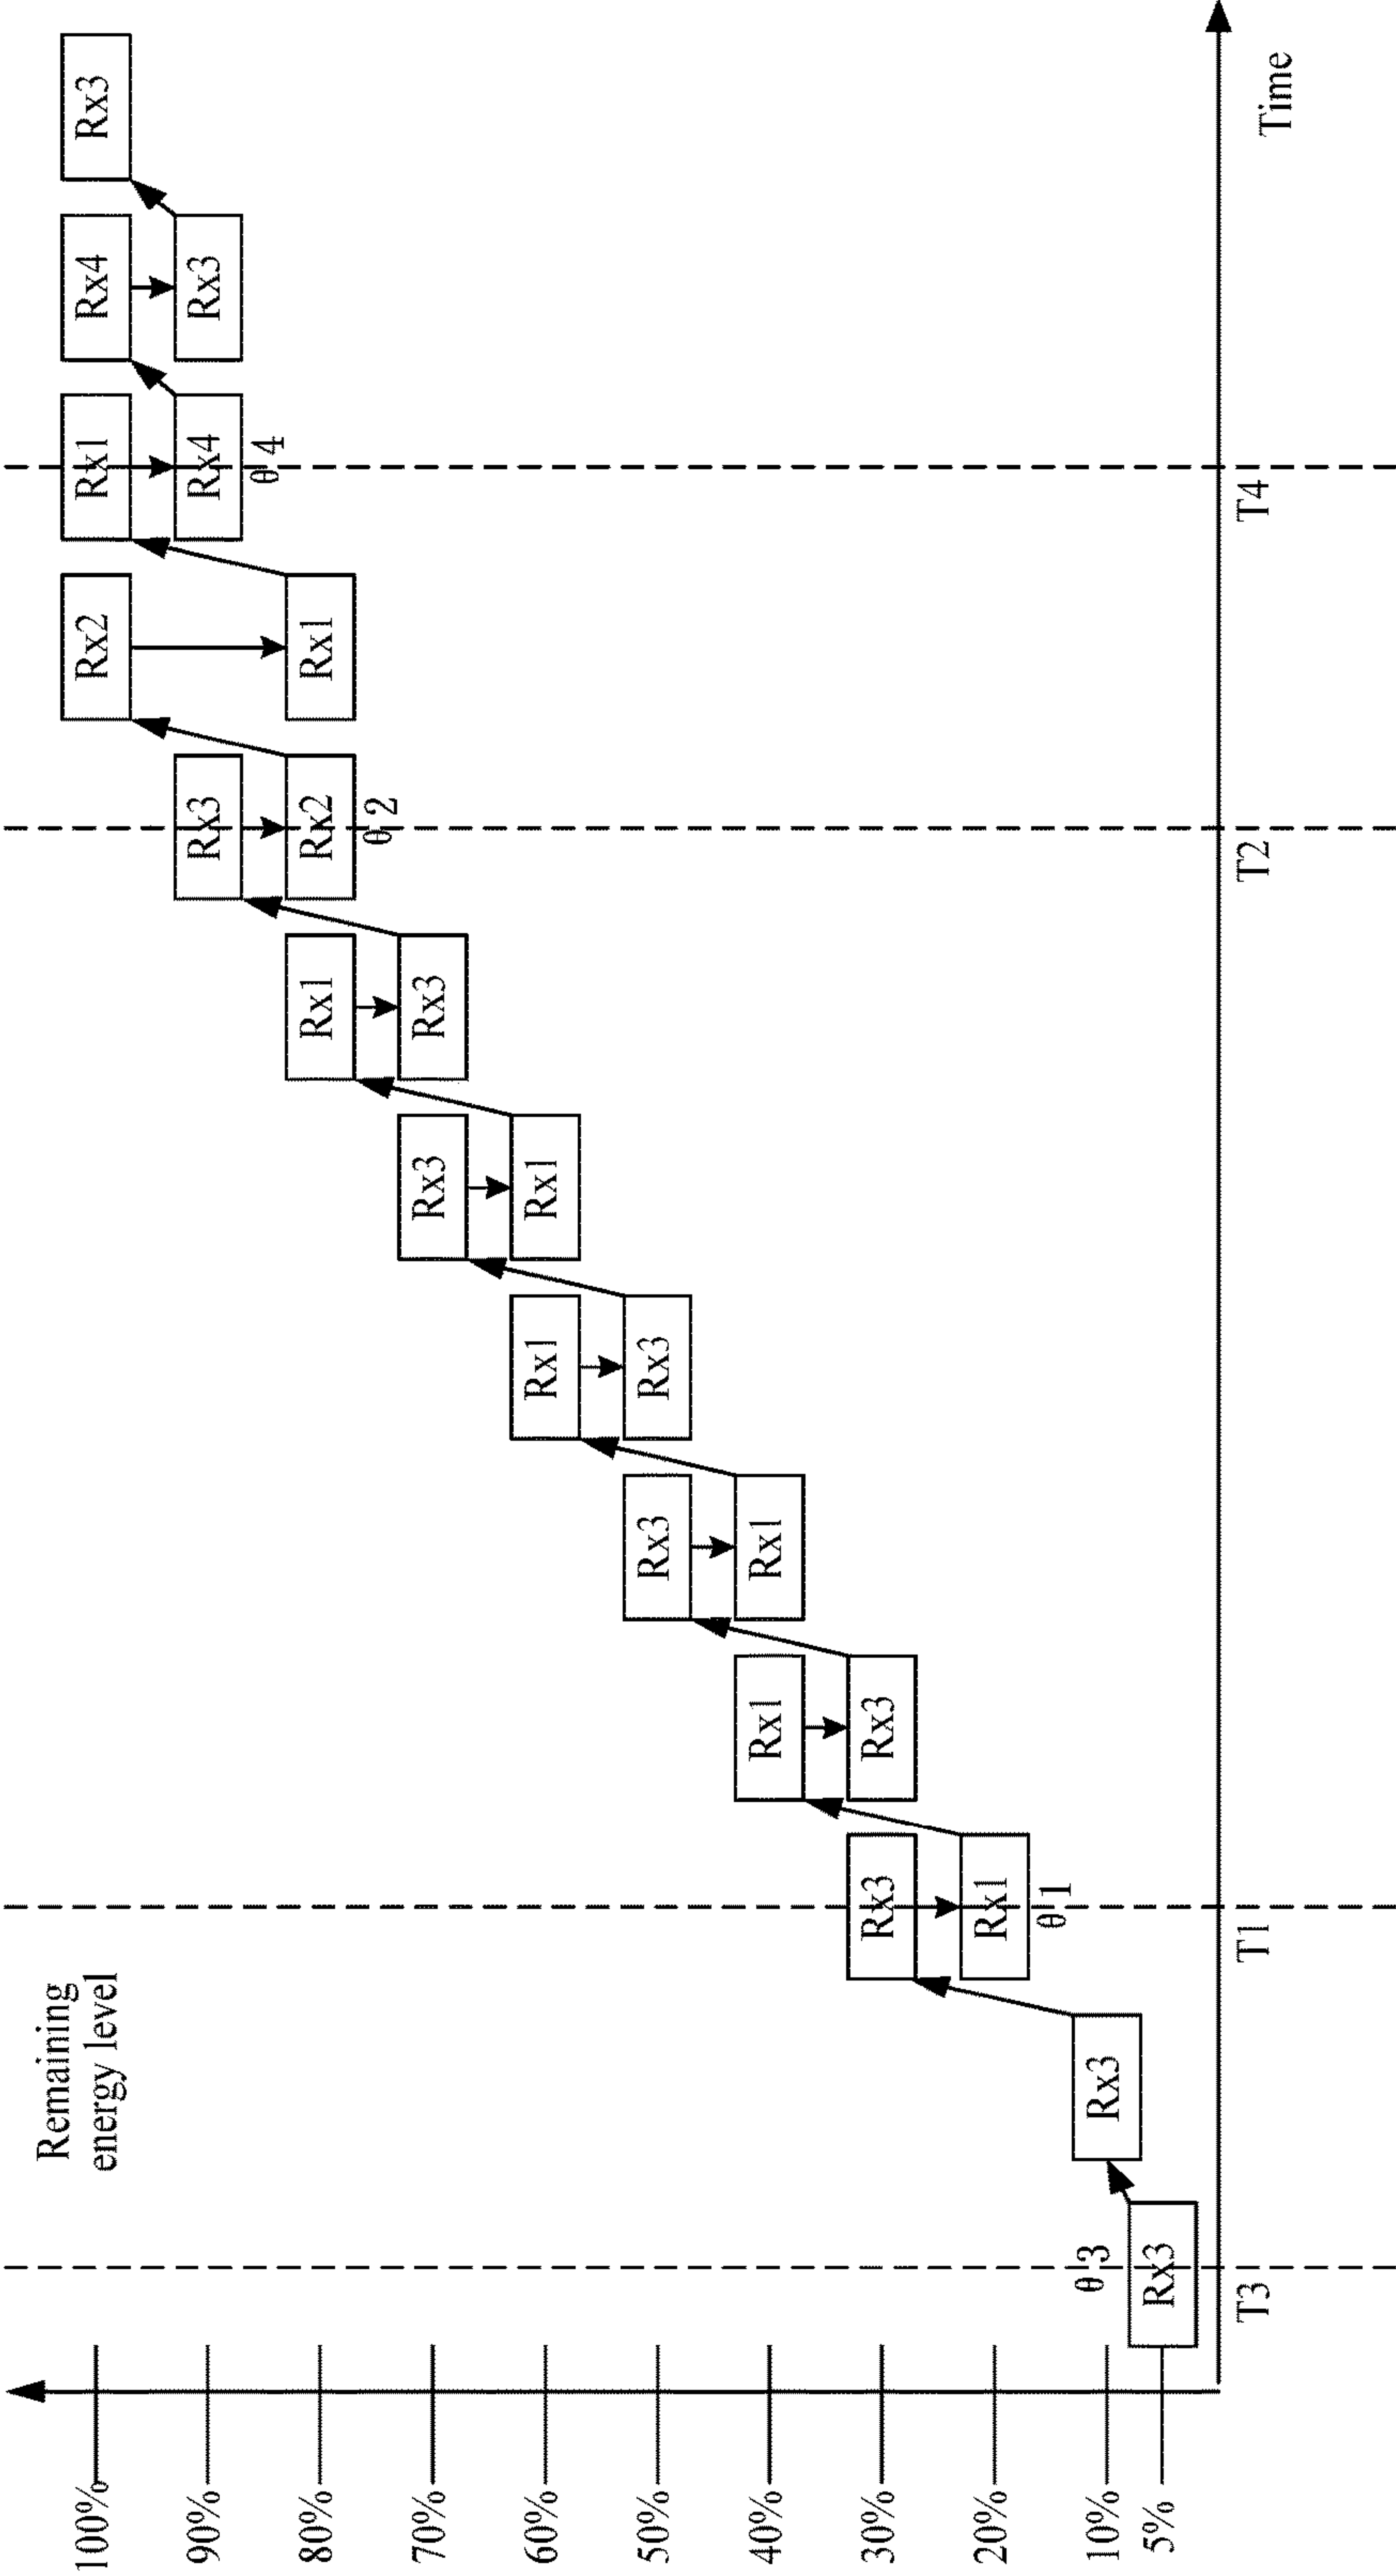 Remaining
energy level
100%
90%
80%
70%
60%
50%
40%
30%
20%
10%
5%
θ3
Rx3
Rx3
Rx3
Rx1
θ1
Rx1
Rx3
Rx3
Rx1
Rx1
Rx3
Rx3
Rx1
Rx1
Rx3
Rx3
Rx2
θ2
Rx2
Rx1
Rx1
Rx4
θ4
Rx4
Rx3
Rx3
T3
T1
T2
T4
Time